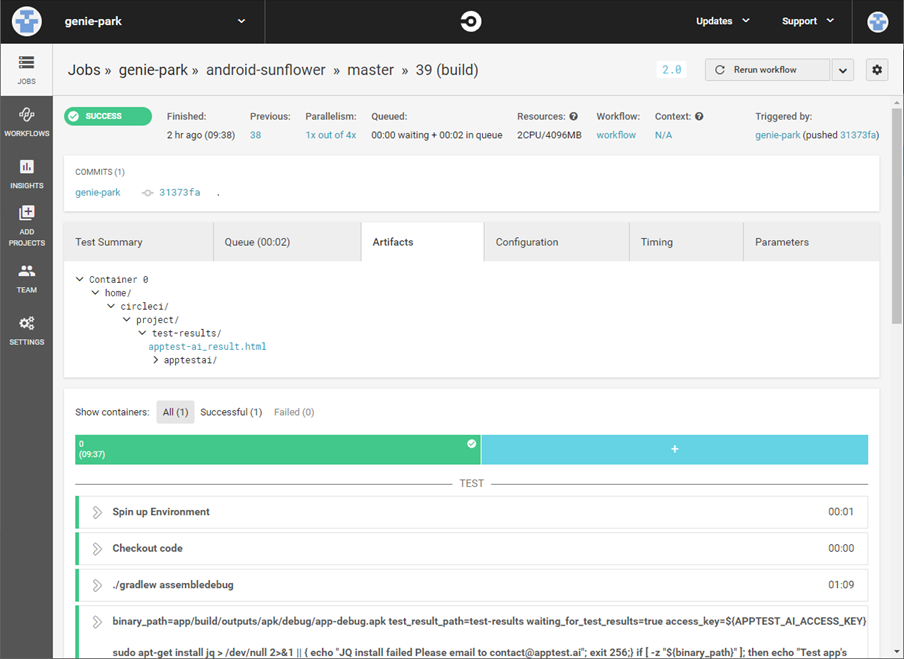 genie-park
Updates
Support
JOBS
WORKFLOWS
INSIGHTS
ADD
PROJECTS
TEAM
SETTINGS
Jobs » genie-park » android-sunflower » master » 39 (build)
2.0
Rerun workflow
SUCCESS
Finished:
2 hr ago (09:38)
Previous:
38
Parallelism:
1x out of 4x
Queued:
00:00 waiting + 00:02 in queue
Resources: ?
2CPU/4096MB
Workflow:
workflow
Context: ?
N/A
Triggered by:
genie-park (pushed 31373fa)
COMMITS (1)
genie-park 31373fa .
Test Summary
Queue (00:02)
Artifacts
Configuration
Timing
Parameters
Container 0
home/
circleci/
project/
test-results/
apptest-ai_result.html
apptestai/
Show containers: All (1) Successful (1) Failed (0)
0
(09:37)
+
TEST
Spin up Environment 00:01
Checkout code 00:00
./gradlew assembledebug 01:09
binary_path=app/build/outputs/apk/debug/app-debug.apk test_result_path=test-results waiting_for_test_results=true access_key=${APPTEST_AI_ACCESS_KEY}
sudo apt-get install jq > /dev/null 2>&1 || { echo "JQ install failed Please email to contact@apptest.ai"; exit 256;} if [ -z "${binary_path}" ]; then echo "Test app's